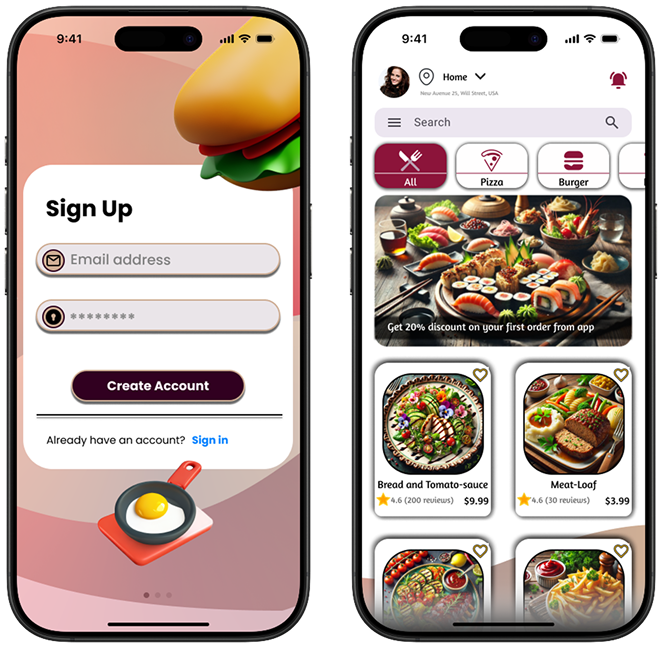 9:41
Sign Up
Email address
********
Create Account
Already have an account? Sign in
9:41
Home
New Avenue 25, Will Street, USA
Search
All
Pizza
Burger
Get 20% discount on your first order from app
Bread and Tomato-sauce
4.6 (200 reviews) $9.99
Meat-Loaf
4.6 (30 reviews) $3.99